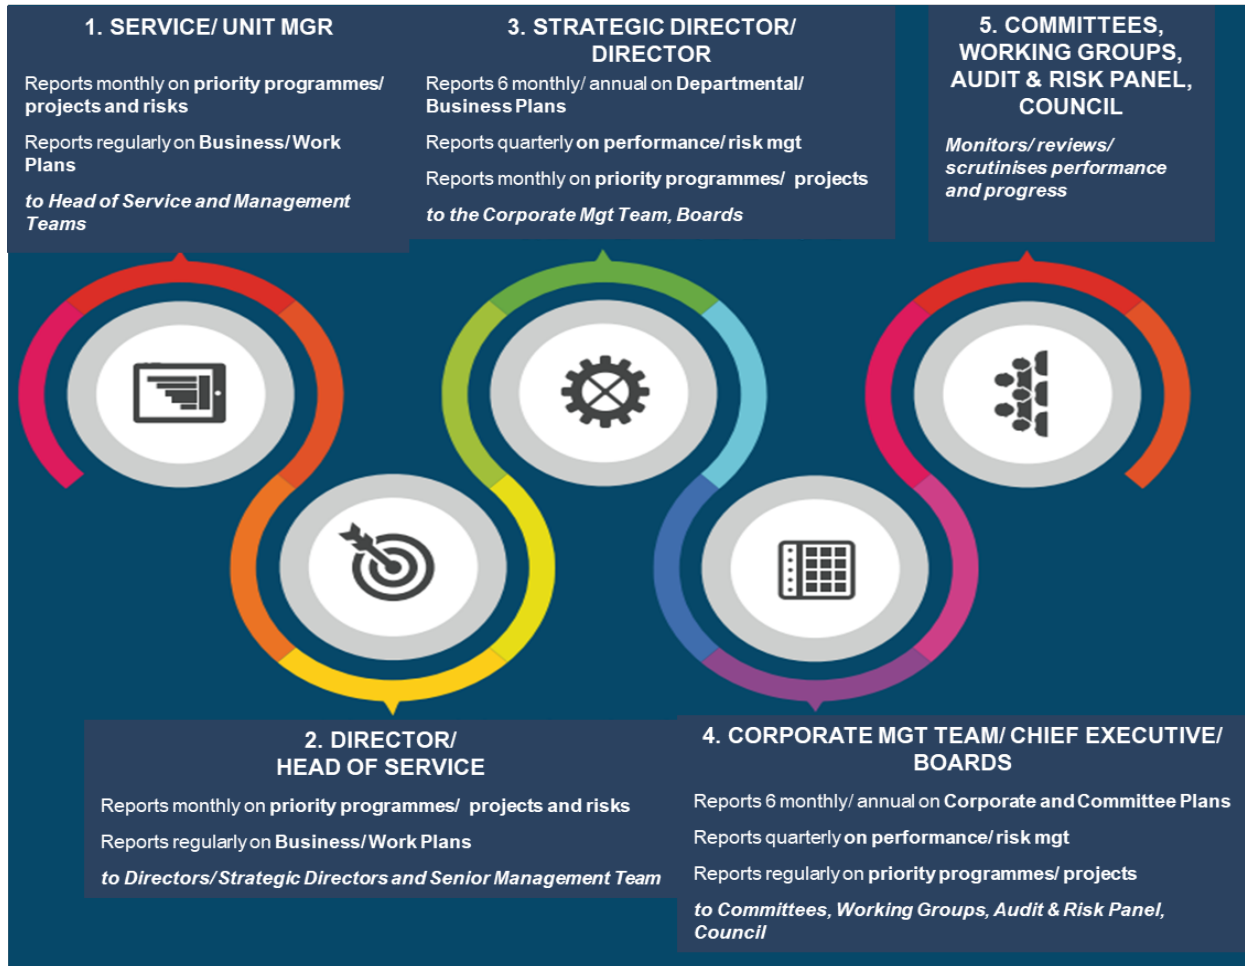 1. SERVICE/ UNIT MGR
Reports monthly on priority programmes/
projects and risks
Reports regularly on Business/ Work
Plans
to Head of Service and Management
Teams
2. DIRECTOR/
HEAD OF SERVICE
Reports monthly on priority programmes/ projects and risks
Reports regularly on Business/ Work Plans
to Directors/ Strategic Directors and Senior Management Team
3. STRATEGIC DIRECTOR/
DIRECTOR
Reports 6 monthly/ annual on Departmental/
Business Plans
Reports quarterly on performance/ risk mgt
Reports monthly on priority programmes/ projects
to the Corporate Mgt Team, Boards
4. CORPORATE MGT TEAM/ CHIEF EXECUTIVE/
BOARDS
Reports 6 monthly/ annual on Corporate and Committee Plans
Reports quarterly on performance/ risk mgt
Reports regularly on priority programmes/ projects
to Committees, Working Groups, Audit & Risk Panel,
Council
5. COMMITTEES,
WORKING GROUPS,
AUDIT & RISK PANEL,
COUNCIL
Monitors/ reviews/
scrutinises performance
and progress